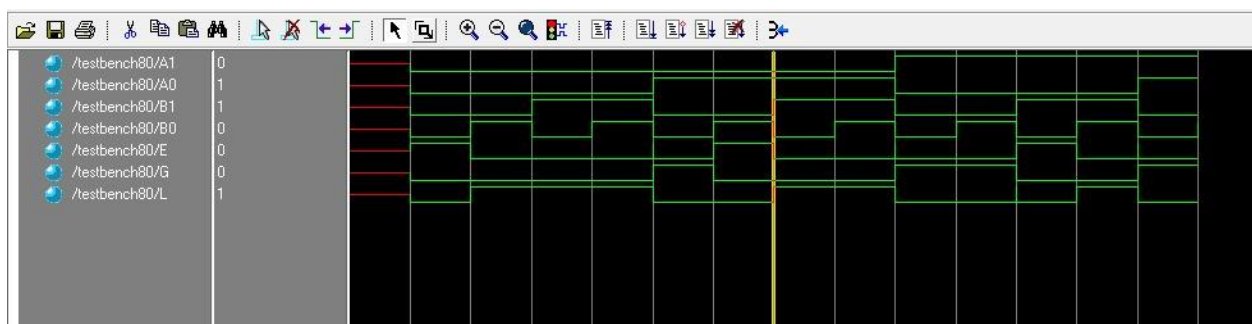 /testbench80/A1 0
/testbench80/A0 1
/testbench80/B1 1
/testbench80/B0 0
/testbench80/E 0
/testbench80/G 0
/testbench80/L 1